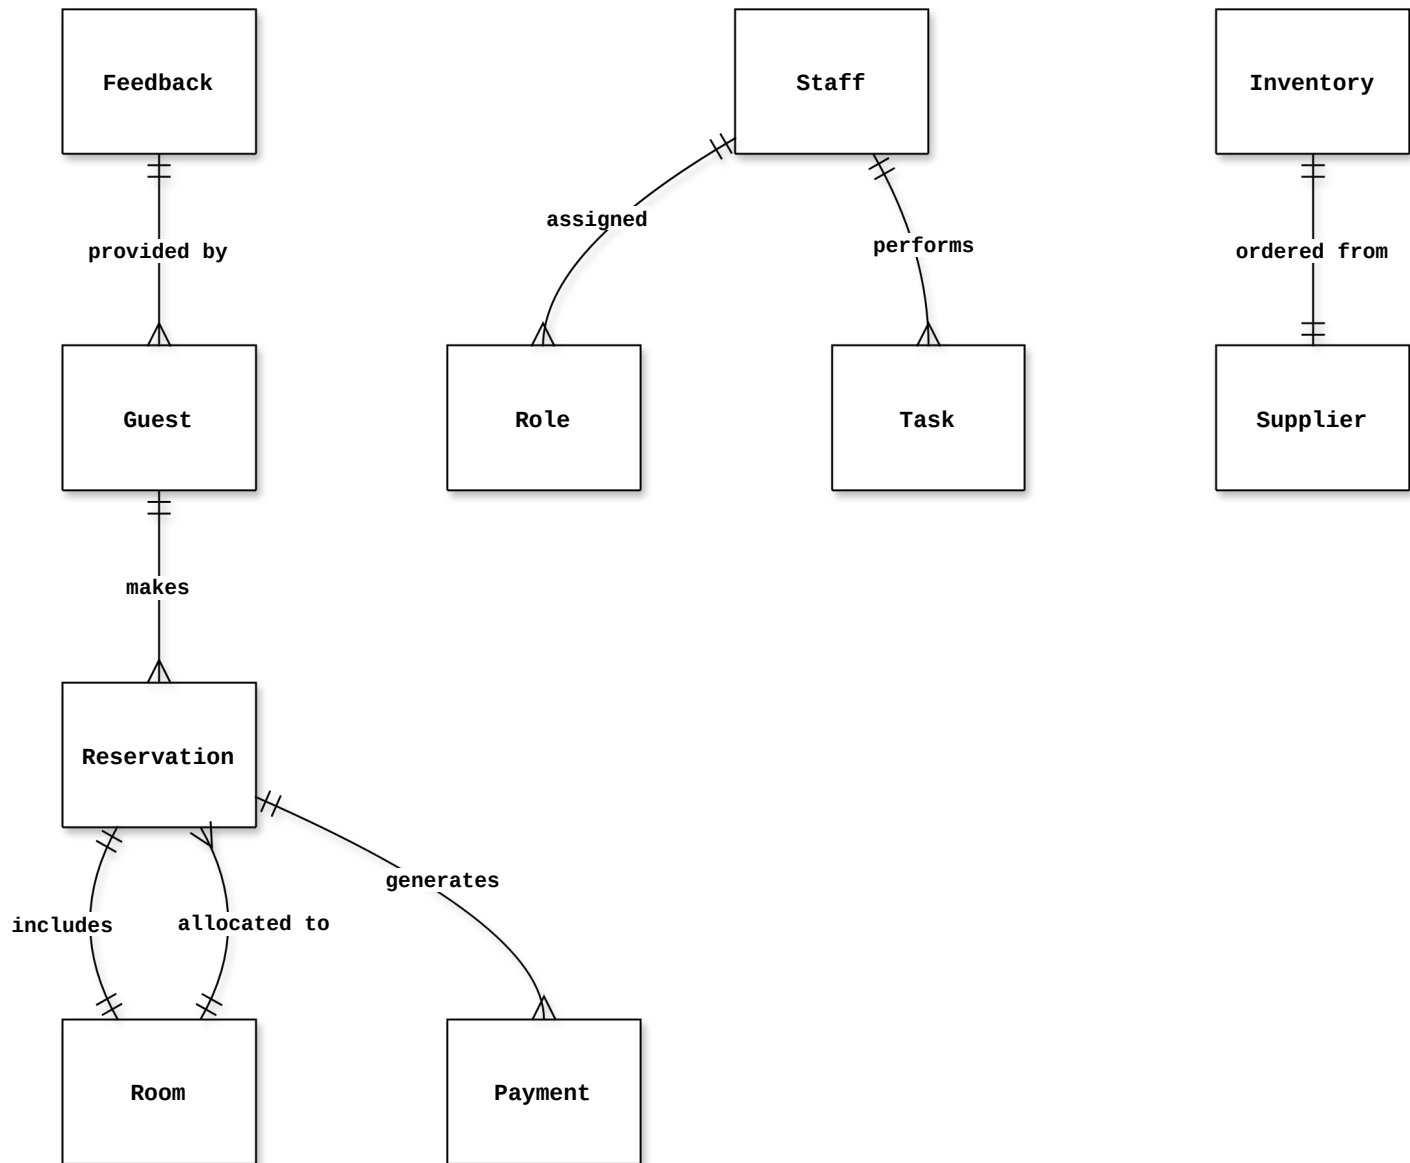 Feedback
Staff
Inventory
assigned
performs
provided by
ordered from
Guest
Role
Task
Supplier
makes
Reservation
generates
includes
allocated to
Room
Payment